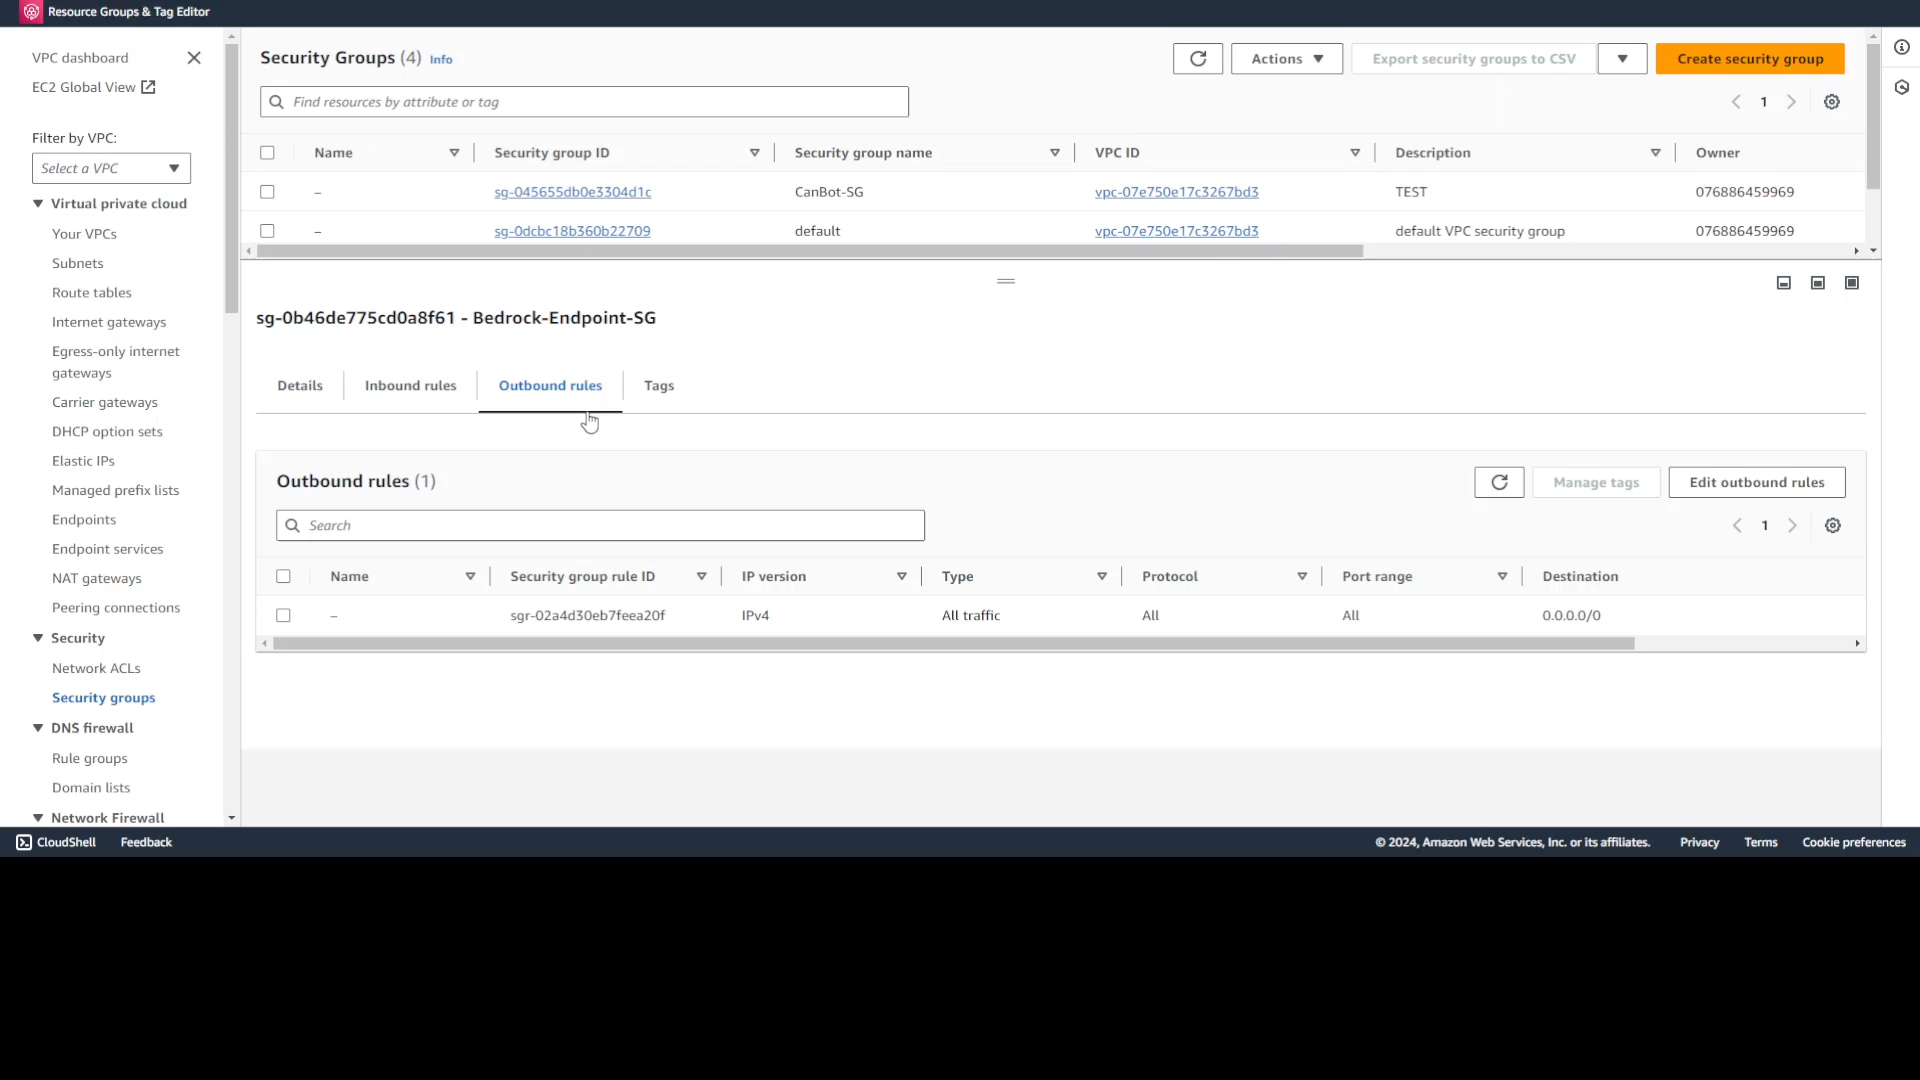 Resource Groups & Tag Editor
VPC dashboard
EC2 Global View
Filter by VPC:
Select a VPC
Virtual private cloud
Your VPCs
Subnets
Route tables
Internet gateways
Egress-only internet
gateways
Carrier gateways
DHCP option sets
Elastic IPs
Managed prefix lists
Endpoints
Endpoint services
NAT gateways
Peering connections
Security
Network ACLs
Security groups
DNS firewall
Rule groups
Domain lists
Network Firewall
Security Groups (4) Info
Actions
Export security groups to CSV
Create security group
Find resources by attribute or tag
1
Name Security group ID Security group name VPC ID Description Owner
– sg-045655db0e3304d1c CanBot-SG vpc-07e750e17c3267bd3 TEST 076886459969
– sg-0dcbc18b360b22709 default vpc-07e750e17c3267bd3 default VPC security group 076886459969
sg-0b46de775cd0a8f61 - Bedrock-Endpoint-SG
Details Inbound rules Outbound rules Tags
Outbound rules (1)
Manage tags
Edit outbound rules
Search
1
Name Security group rule ID IP version Type Protocol Port range Destination
– sgr-02a4d30eb7feea20f IPv4 All traffic All All 0.0.0.0/0
CloudShell Feedback © 2024, Amazon Web Services, Inc. or its affiliates. Privacy Terms Cookie preferences